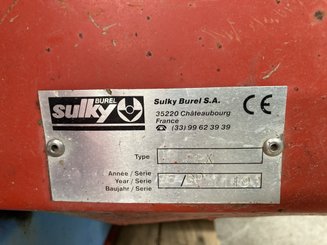 BUREL
sulky
Sulky Burel S.A.
35220 Châteaubourg
France
☎ (33) 99 62 39 39
CE
Type
Année / Série
Year / Serie
Baujahr / Serie